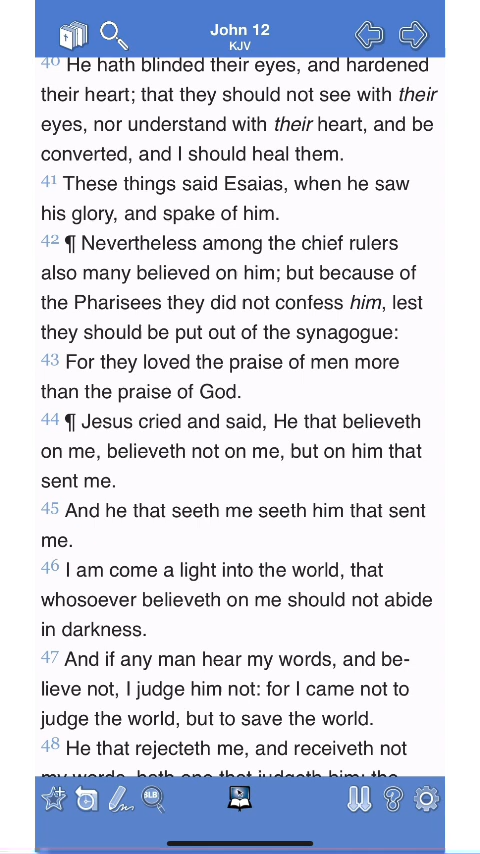 John 12
KJV
40 He hath blinded their eyes, and hardened
their heart; that they should not see with their
eyes, nor understand with their heart, and be
converted, and I should heal them.
41 These things said Esaias, when he saw
his glory, and spake of him.
42 ¶ Nevertheless among the chief rulers
also many believed on him; but because of
the Pharisees they did not confess him, lest
they should be put out of the synagogue:
43 For they loved the praise of men more
than the praise of God.
44 ¶ Jesus cried and said, He that believeth
on me, believeth not on me, but on him that
sent me.
45 And he that seeth me seeth him that sent
me.
46 I am come a light into the world, that
whosoever believeth on me should not abide
in darkness.
47 And if any man hear my words, and be-
lieve not, I judge him not: for I came not to
judge the world, but to save the world.
48 He that rejecteth me, and receiveth not
my words, hath one that judgeth him: the
SLB